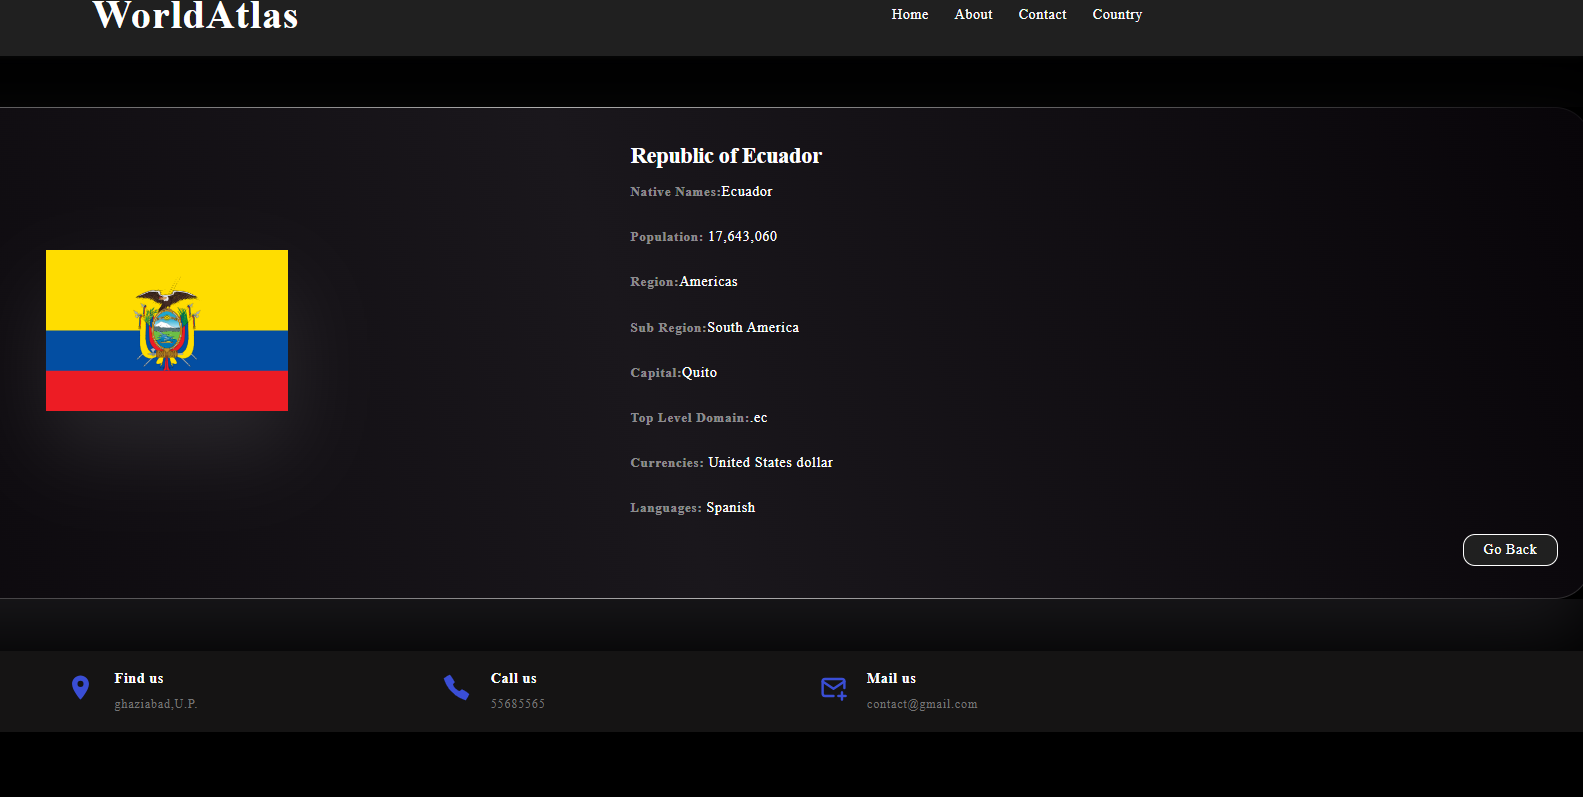 WorldAtlas
Home About Contact Country
Republic of Ecuador
Native Names:Ecuador
Population: 17,643,060
Region:Americas
Sub Region:South America
Capital:Quito
Top Level Domain:.ec
Currencies: United States dollar
Languages: Spanish
Go Back
Find us
ghaziabad,U.P.
Call us
55685565
Mail us
contact@gmail.com